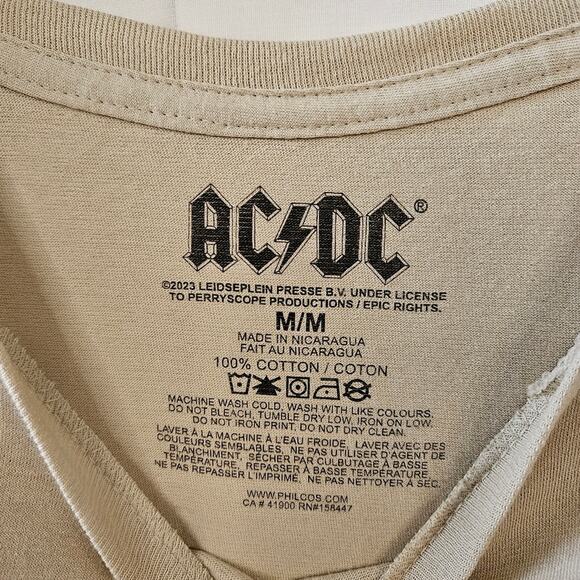 AC⚡DC®
©2023 LEIDSEPLEIN PRESSE B.V. UNDER LICENSE
TO PERRYSCOPE PRODUCTIONS / EPIC RIGHTS.
M/M
MADE IN NICARAGUA
FAIT AU NICARAGUA
100% COTTON / COTON
MACHINE WASH COLD, WASH WITH LIKE COLOURS.
DO NOT BLEACH, TUMBLE DRY LOW, IRON ON LOW.
DO NOT IRON PRINT. DO NOT DRY CLEAN.
LAVER À LA MACHINE À L'EAU FROIDE, LAVER AVEC DES
COULEURS SEMBLABLES, NE PAS UTILISER D'AGENT DE
BLANCHIMENT, SÉCHER PAR CULBUTAGE À BASSE
TEMPÉRATURE, REPASSER À BASSE TEMPÉRATURE
NE PAS REPASSER L'IMPRIMÉ, NE PAS NETTOYER À SEC.
WWW.PHILCOS.COM
CA # 41900 RN#158447